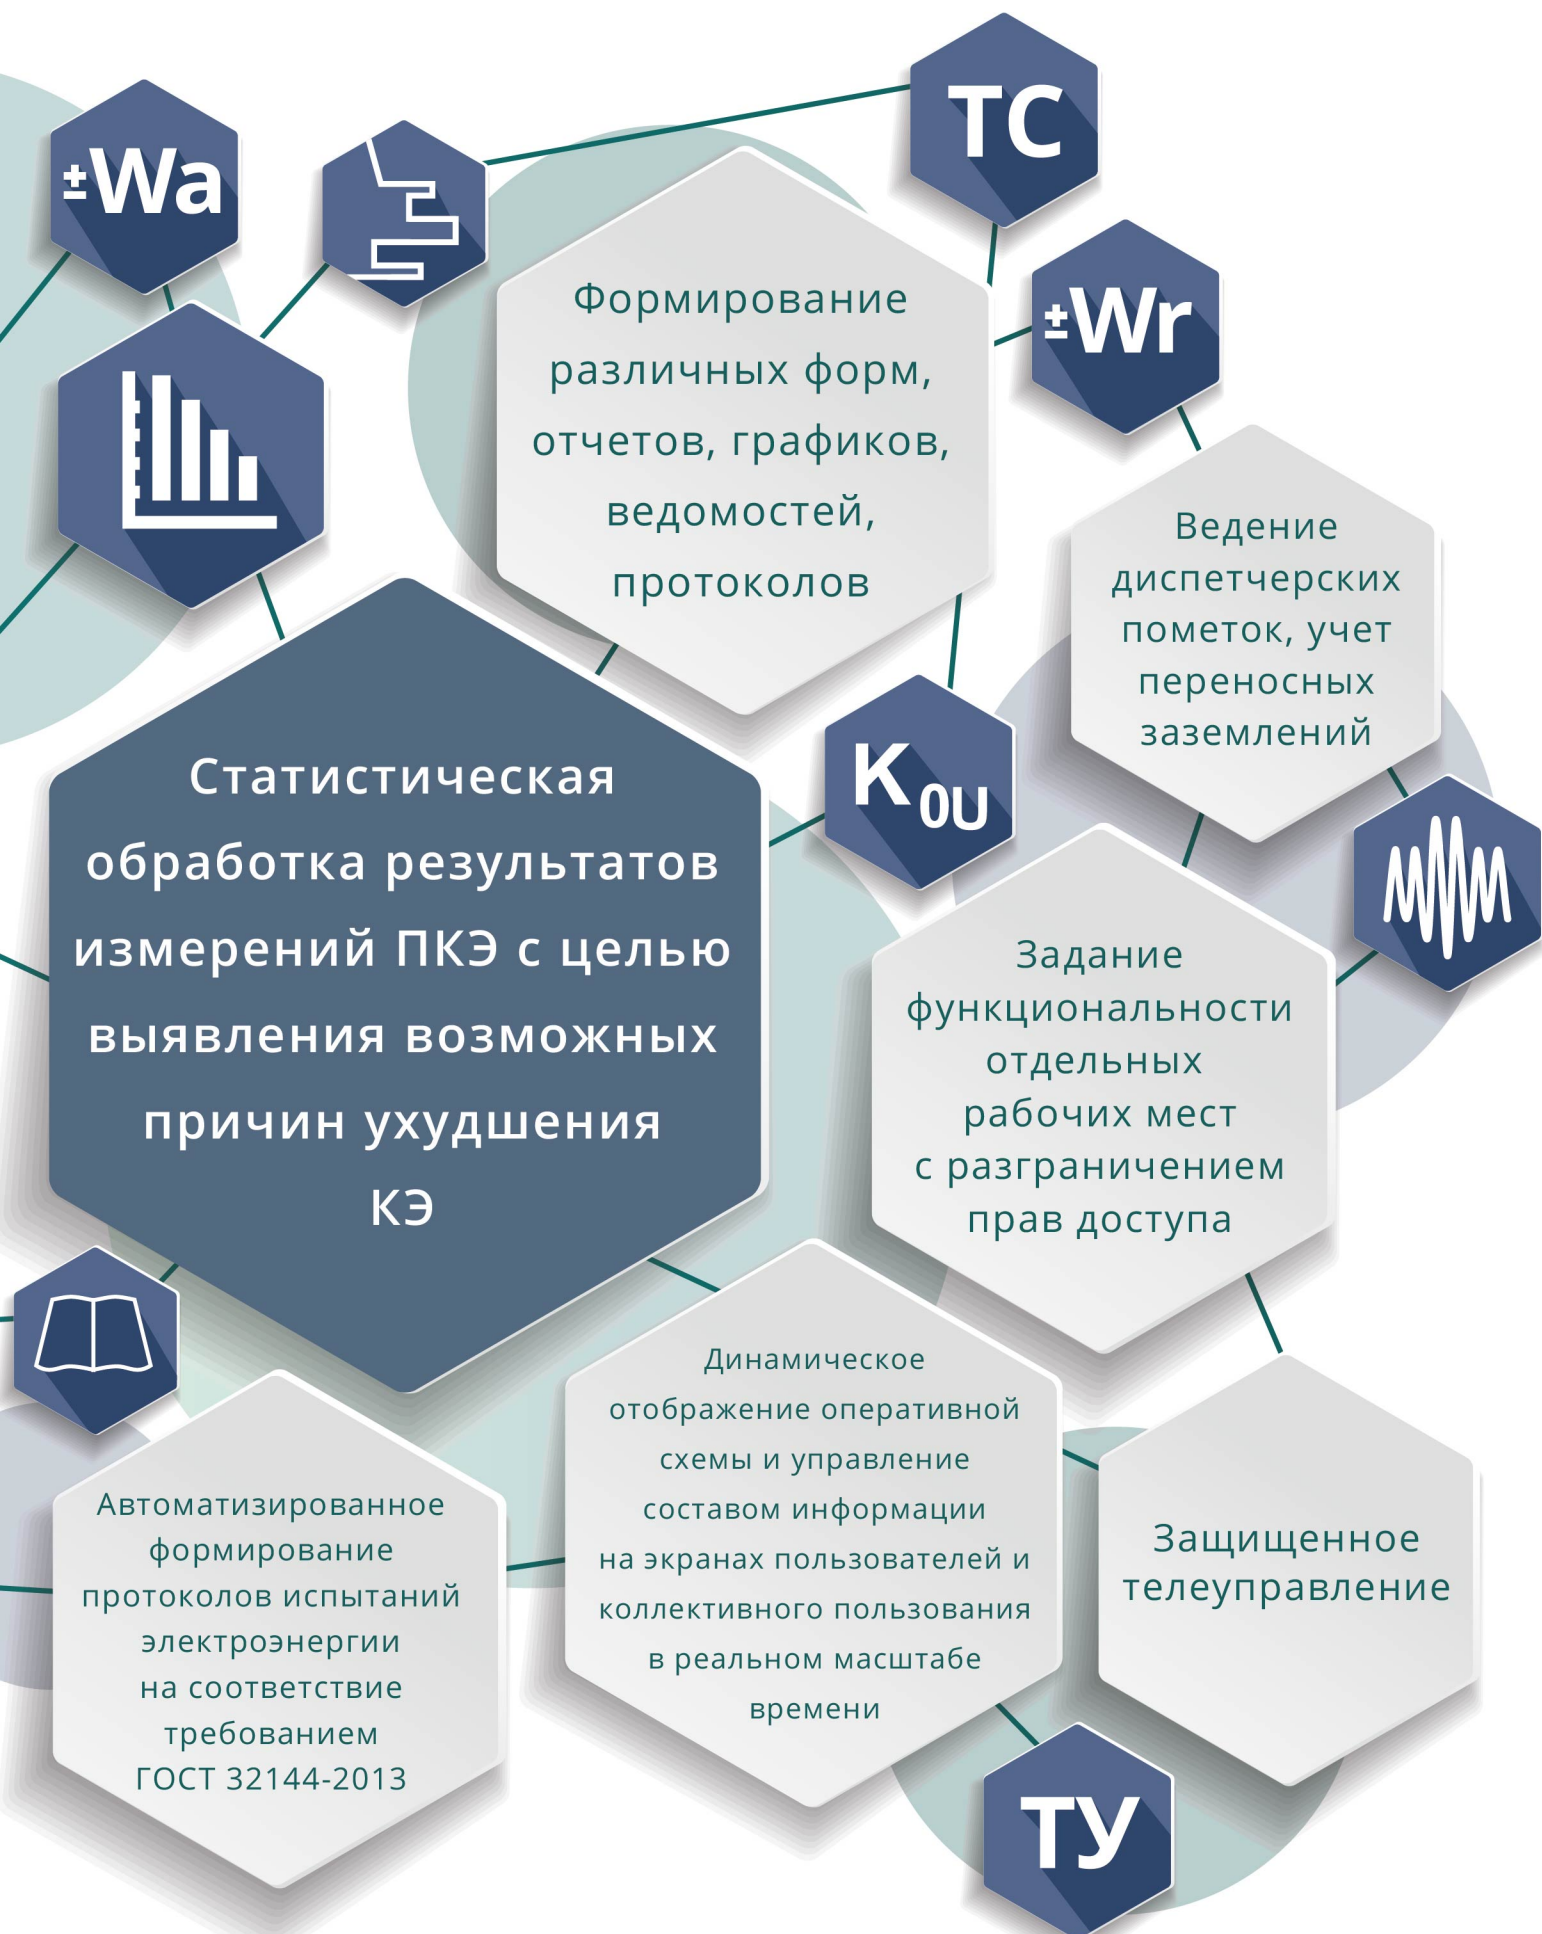 TC
±Wa
±Wr
Формирование
различных форм,
отчетов, графиков,
ведомостей,
протоколов
Ведение
диспетчерских
пометок, учет
переносных
заземлений
K 0U
Статистическая
обработка результатов
измерений ПКЭ с целью
выявления возможных
причин ухудшения
КЭ
Задание
функциональности
отдельных
рабочих мест
с разграничением
прав доступа
Динамическое
отображение оперативной
схемы и управление
составом информации
на экранах пользователей и
коллективного пользования
в реальном масштабе
времени
Автоматизированное
формирование
протоколов испытаний
электроэнергии
на соответствие
требованием
ГОСТ 32144-2013
Защищенное
телеуправление
ТУ